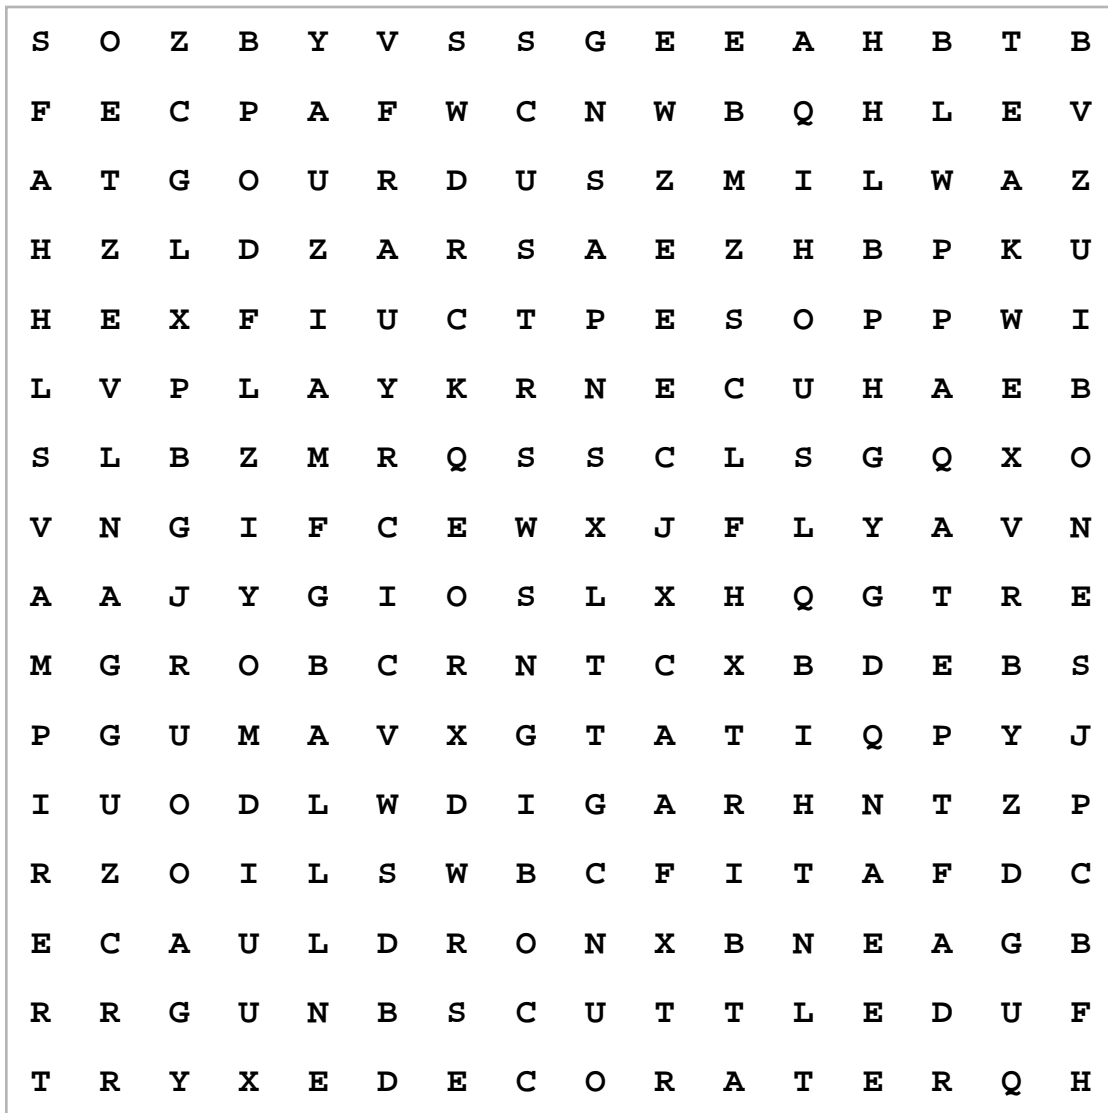 S O Z B Y V S S G E E A H B T B
F E C P A F W C N W B Q H L E V
A T G O U R D U S Z M I L W A Z
H Z L D Z A R S A E Z H B P K U
H E X F I U C T P E S O P P W I
L V P L A Y K R N E C U H A E B
S L B Z M R Q S S C L S G Q X O
V N G I F C E W X J F L Y A V N
A A J Y G I O S L X H Q G T R E
M G R O B C R N T C X B D E B S
P G U M A V X G T A T I Q P Y J
I U O D L W D I G A R H N T Z P
R Z O I L S W B C F I T A F D C
E C A U L D R O N X B N E A G B
R R G U N B S C U T T L E D U F
T R Y X E D E C O R A T E R Q H